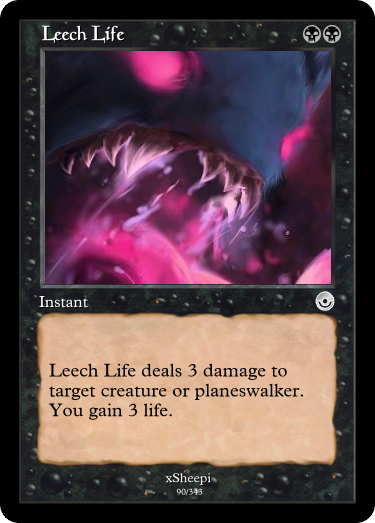 Leech Life
Instant
Leech Life deals 3 damage to
target creature or planeswalker.
You gain 3 life.
xSheepi
90/343